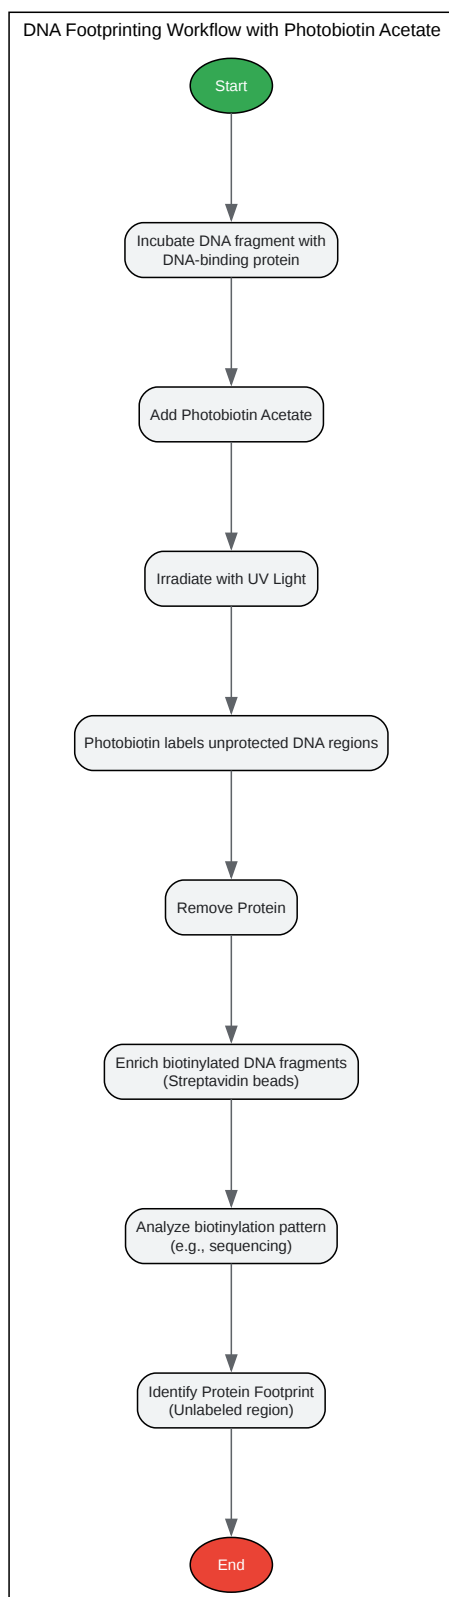 DNA Footprinting Workflow with Photobiotin Acetate
Start
Incubate DNA fragment with
DNA-binding protein
Add Photobiotin Acetate
Irradiate with UV Light
Photobiotin labels unprotected DNA regions
Remove Protein
Enrich biotinylated DNA fragments
(Streptavidin beads)
Analyze biotinylation pattern
(e.g., sequencing)
Identify Protein Footprint
(Unlabeled region)
End